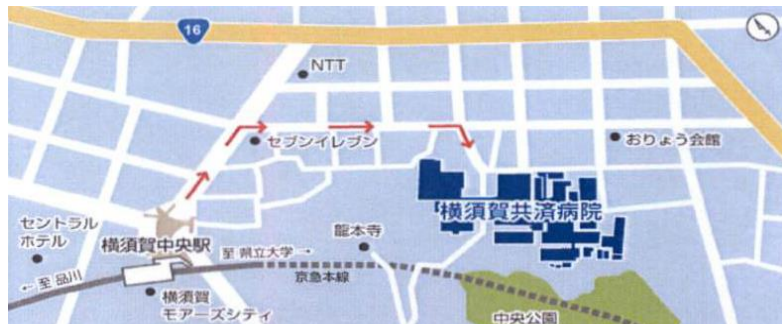 16
NTT
セブンイレブン
おりょう会館
横須賀共済病院
セントラル
ホテル
横須賀中央駅
至 県立大学→
龍本寺
←至 品川
京急本線
横須賀
モアーズシティ
中央公園